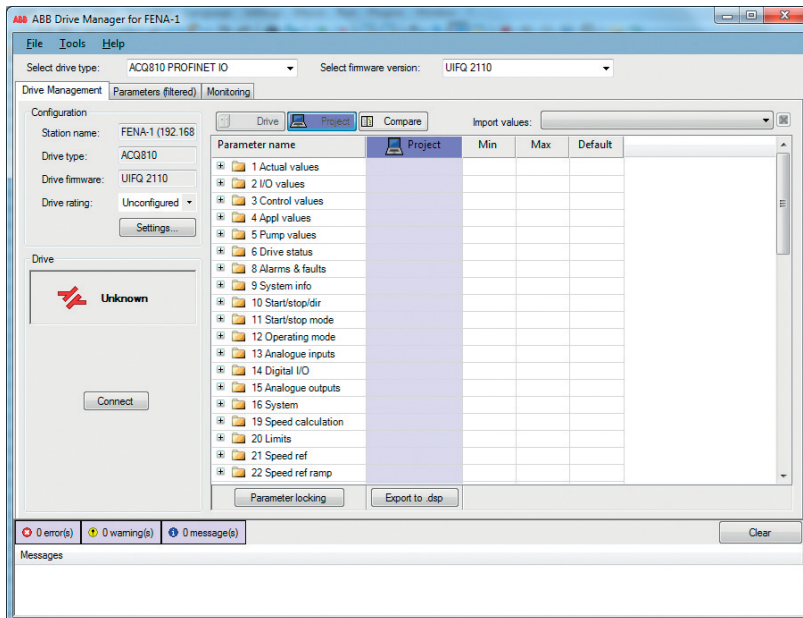 ABB ABB Drive Manager for FENA-1
File Tools Help
Select drive type: ACQ810 PROFINET IO Select firmware version: UIFQ 2110
Drive Management Parameters (filtered) Monitoring
Configuration
Station name: FENA-1 (192.168
Drive type: ACQ810
Drive firmware: UIFQ 2110
Drive rating: Unconfigured
Settings...
Drive
Unknown
Connect
Drive Project Compare Import values:
Parameter name Project Min Max Default
1 Actual values
2 I/O values
3 Control values
4 Appl values
5 Pump values
6 Drive status
8 Alarms & faults
9 System info
10 Start/stop/dir
11 Start/stop mode
12 Operating mode
13 Analogue inputs
14 Digital I/O
15 Analogue outputs
16 System
19 Speed calculation
20 Limits
21 Speed ref
22 Speed ref ramp
Parameter locking Export to .dsp
0 error(s) 0 warning(s) 0 message(s) Clear
Messages